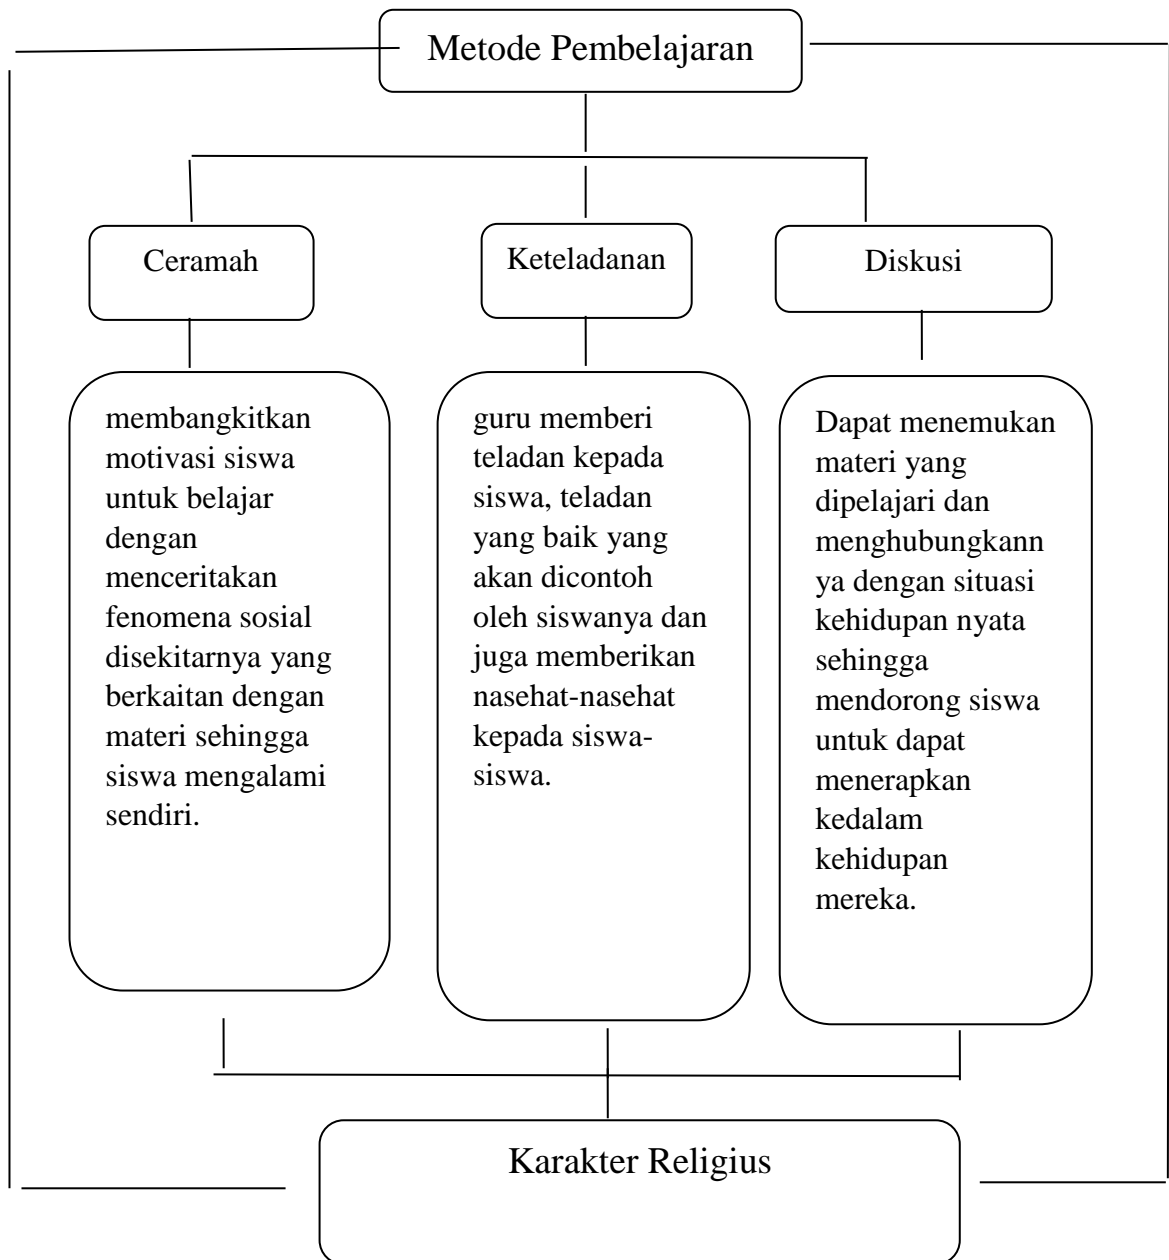 Metode Pembelajaran
Ceramah
Keteladanan
Diskusi
membangkitkan
motivasi siswa
untuk belajar
dengan
menceritakan
fenomena sosial
disekitarnya yang
berkaitan dengan
materi sehingga
siswa mengalami
sendiri.
guru memberi
teladan kepada
siswa, teladan
yang baik yang
akan dicontoh
oleh siswanya dan
juga memberikan
nasehat-nasehat
kepada siswa-
siswa.
Dapat menemukan
materi yang
dipelajari dan
menghubungkann
ya dengan situasi
kehidupan nyata
sehingga
mendorong siswa
untuk dapat
menerapkan
kedalam
kehidupan
mereka.
Karakter Religius